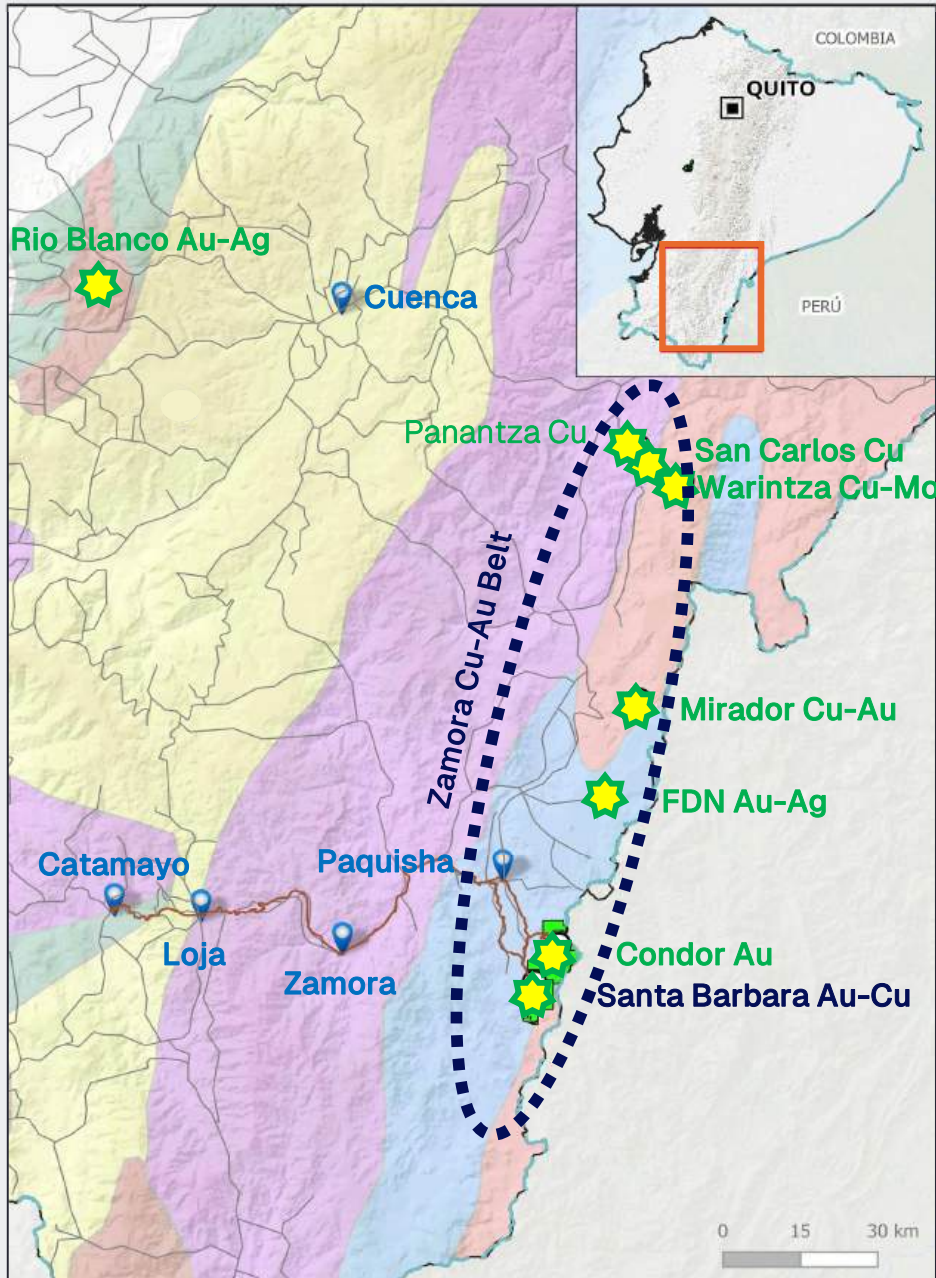 COLOMBIA
QUITO
PERÚ
Rio Blanco Au-Ag
Cuenca
Panantza Cu
San Carlos Cu
Warintza Cu-Mo
Zamora Cu-Au Belt
Mirador Cu-Au
FDN Au-Ag
Paquisha
Catamayo
Loja
Zamora
Condor Au
Santa Barbara Au-Cu
0 15 30 km